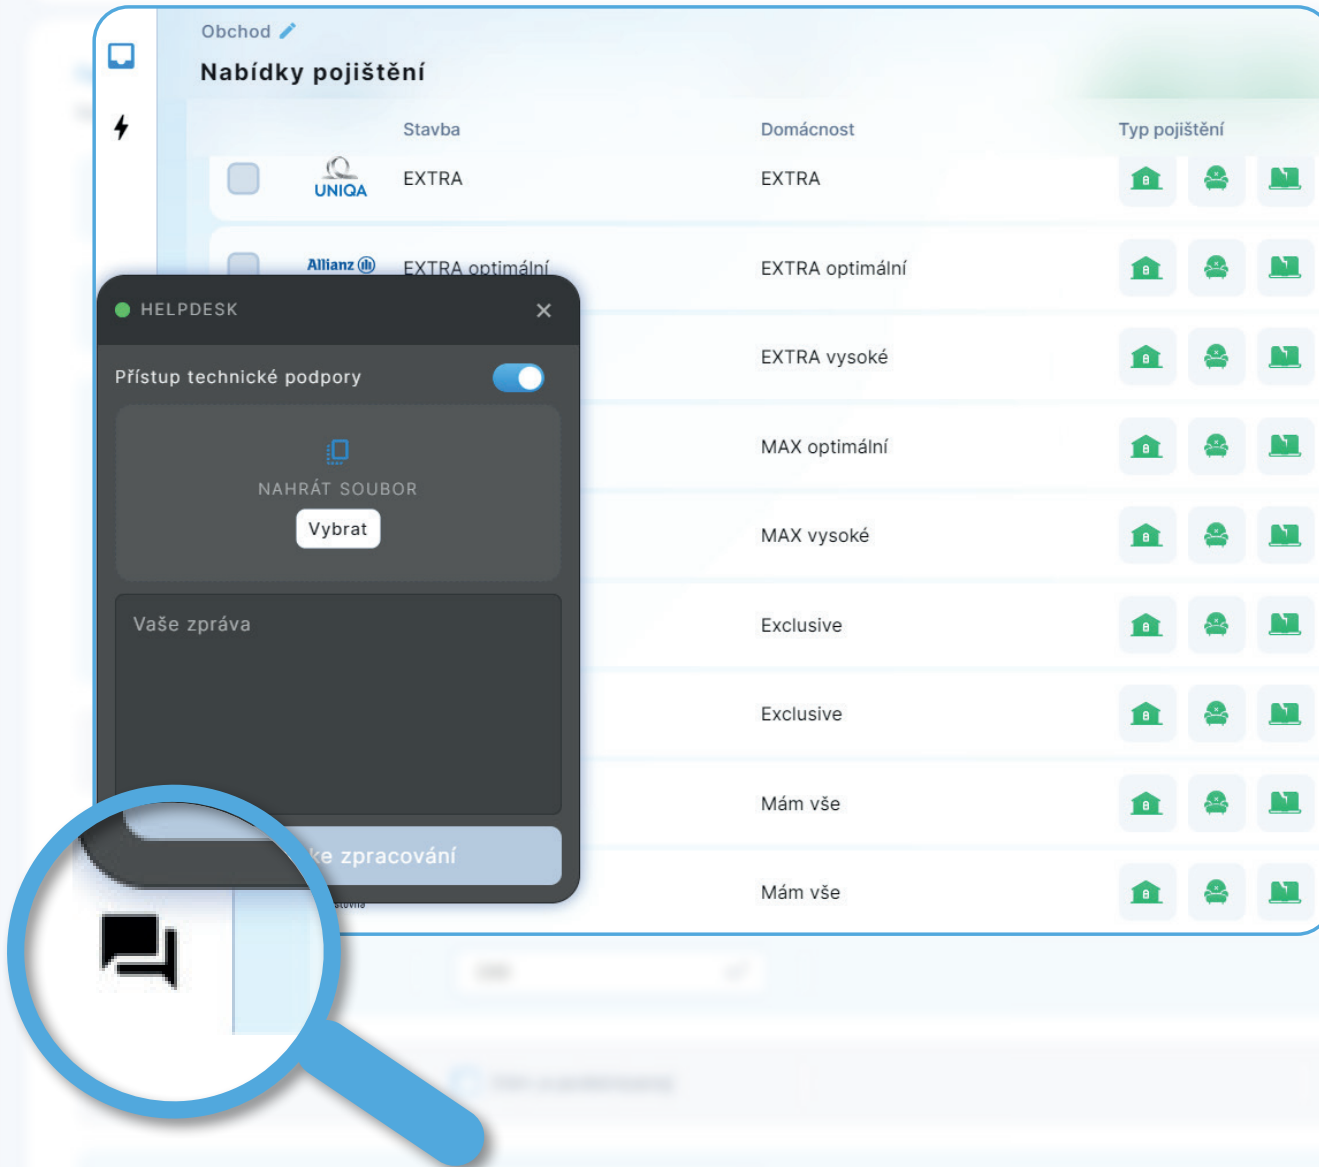 Obchod
Nabídky pojištění
Stavba Domácnost Typ pojištění
UNIQA EXTRA EXTRA
Allianz EXTRA optimální EXTRA optimální
HELPDESK
Přístup technické podpory
EXTRA vysoké
NAHRÁT SOUBOR
Vybrat
MAX optimální
MAX vysoké
Vaše zpráva
Exclusive
Exclusive
Mám vše
ke zpracování
Mám vše